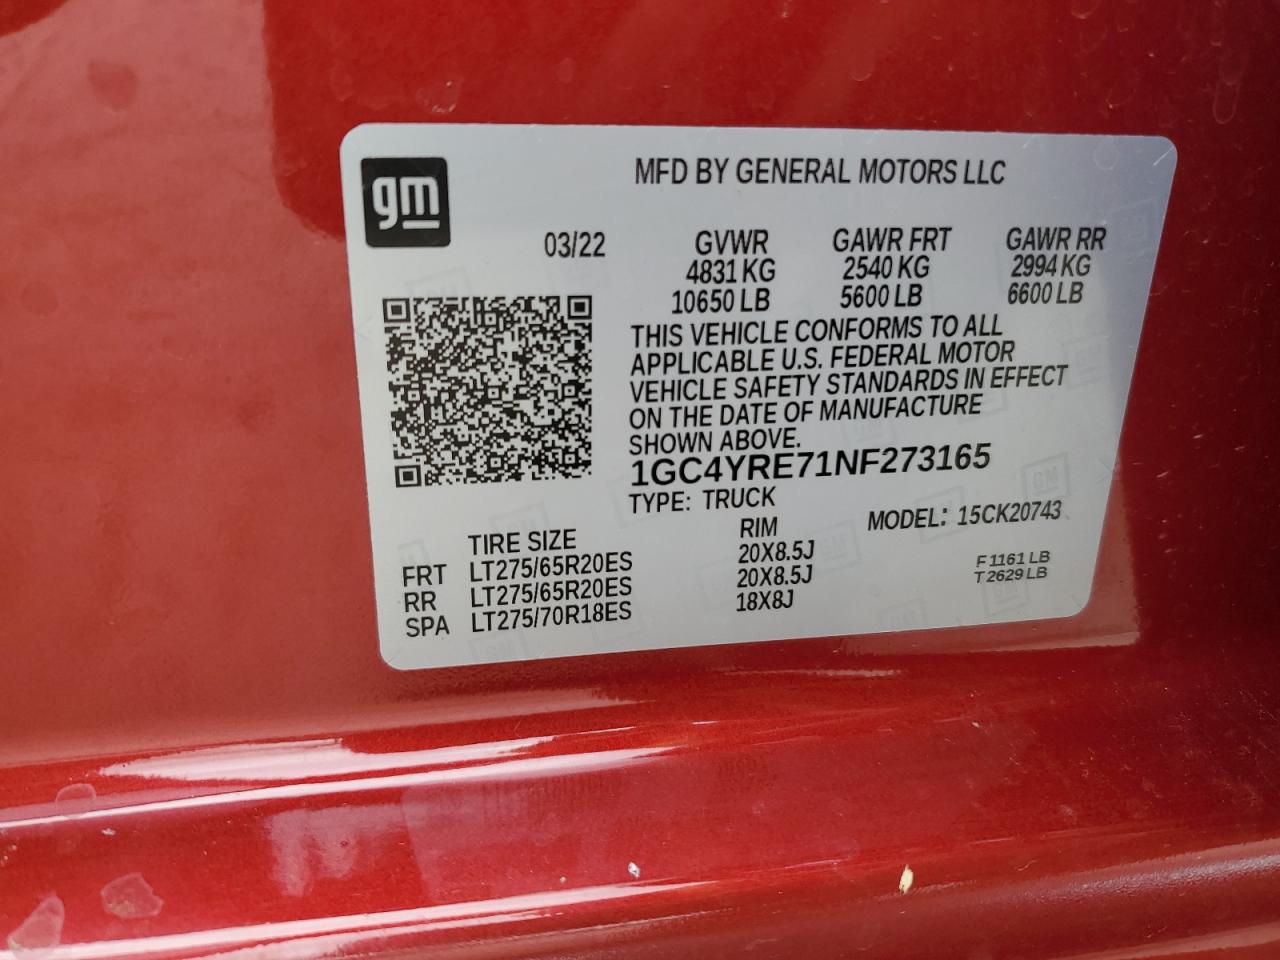 gm
MFD BY GENERAL MOTORS LLC
03/22 GVWR GAWR FRT GAWR RR
4831 KG 2540 KG 2994 KG
10650 LB 5600 LB 6600 LB
THIS VEHICLE CONFORMS TO ALL
APPLICABLE U.S. FEDERAL MOTOR
VEHICLE SAFETY STANDARDS IN EFFECT
ON THE DATE OF MANUFACTURE
SHOWN ABOVE.
1GC4YRE71NF273165
TYPE: TRUCK
MODEL: 15CK20743
TIRE SIZE RIM
FRT LT275/65R20ES 20X8.5J
RR LT275/65R20ES 20X8.5J
SPA LT275/70R18ES 18X8J
F 1161 LB
T 2629 LB